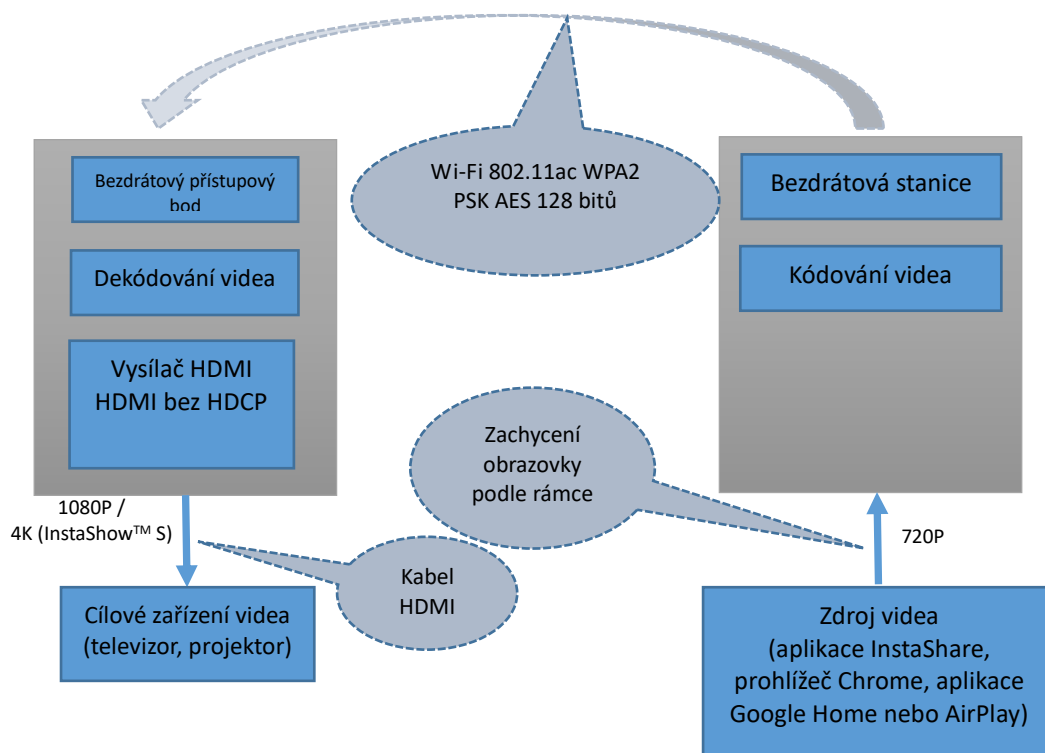 Wi-Fi 802.11ac WPA2
PSK AES 128 bitů
Bezdrátový přístupový
bod
Dekódování videa
Vysílač HDMI
HDMI bez HDCP
Bezdrátová stanice
Kódování videa
Zachycení
obrazovky
podle rámce
1080P /
4K (InstaShow™ S)
720P
Kabel
HDMI
Cílové zařízení videa
(televizor, projektor)
Zdroj videa
(aplikace InstaShare,
prohlížeč Chrome, aplikace
Google Home nebo AirPlay)